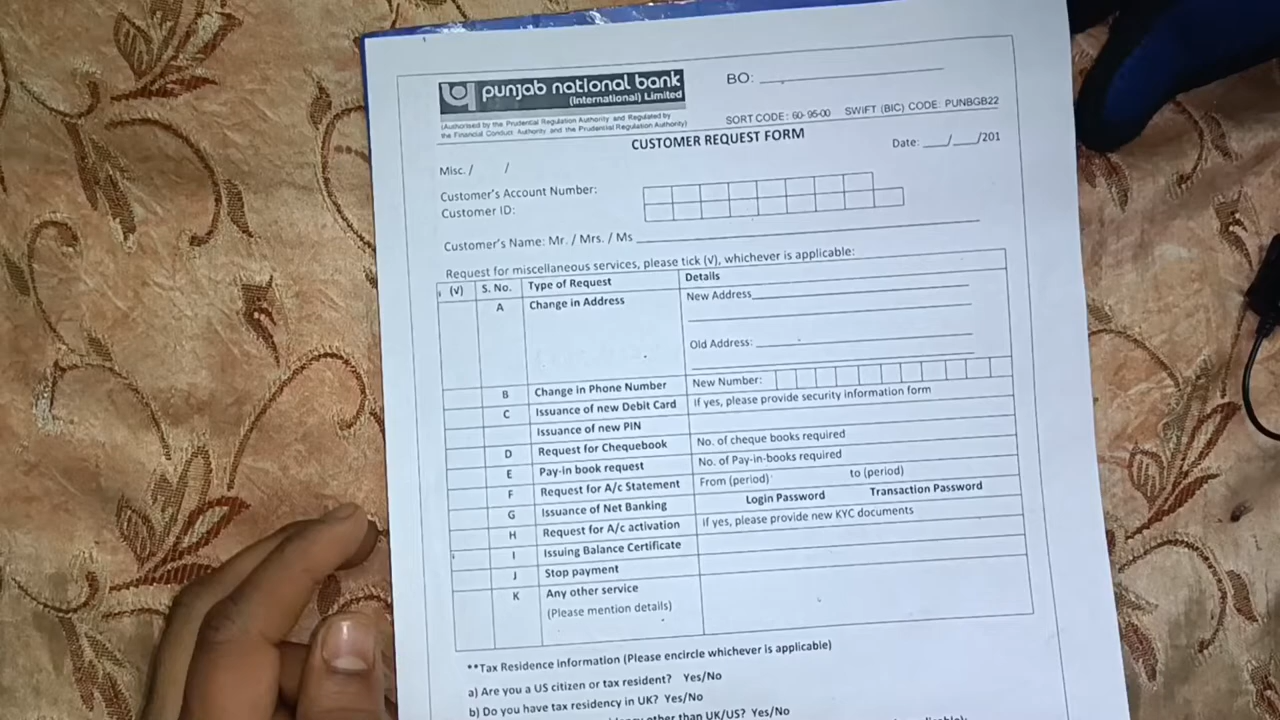 punjab national bank
(International) Limited
(Authorised by the Prudential Regulation Authority and Regulated by
the Financial Conduct Authority and the Prudential Regulation Authority)
BO: ____________
SORT CODE: 60-95-00 SWIFT (BIC) CODE: PUNBGB22
CUSTOMER REQUEST FORM
Date: ___/___/201
Misc. / /
Customer's Account Number:
Customer ID:
Customer's Name: Mr. / Mrs. / Ms ____________
Request for miscellaneous services, please tick (√), whichever is applicable:
(√) S. No. Type of Request Details
A Change in Address New Address____________
Old Address: ____________
B Change in Phone Number New Number:
C Issuance of new Debit Card If yes, please provide security information form
Issuance of new PIN
D Request for Chequebook No. of cheque books required
E Pay-in book request No. of Pay-in-books required
F Request for A/c Statement From (period) to (period)
G Issuance of Net Banking Login Password Transaction Password
H Request for A/c activation If yes, please provide new KYC documents
I Issuing Balance Certificate
J Stop payment
K Any other service
(Please mention details)
**Tax Residence information (Please encircle whichever is applicable)
a) Are you a US citizen or tax resident? Yes/No
b) Do you have tax residency in UK? Yes/No
other than UK/US? Yes/No